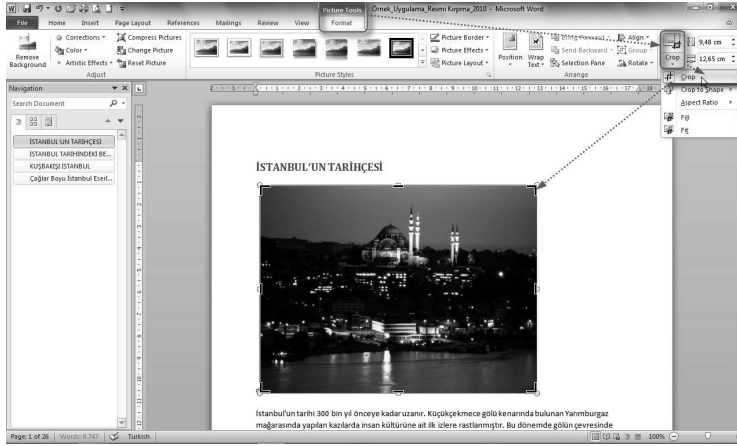 Picture Tools
Örnek_Uygulama_Resmi Kırpma_2010 - Microsoft Word
File Home Insert Page Layout References Mailings Review View Format
Remove Background
Corrections
Color
Artistic Effects
Compress Pictures
Change Picture
Reset Picture
Adjust
Picture Styles
Picture Border
Picture Effects
Picture Layout
Position
Wrap Text
Bring Forward
Send Backward
Selection Pane
Align
Group
Rotate
Arrange
Crop
9,48 cm
12,65 cm
Crop
Crop to Shape
Aspect Ratio
Fill
Fit
Navigation
Search Document
İSTANBUL'UN TARİHÇESİ
İSTANBUL TARİHİNDEKİ BE...
KUŞBAKIŞI İSTANBUL
Çağlar Boyu İstanbul Eserl...
İSTANBUL'UN TARİHÇESİ
İstanbul'un tarihi 300 bin yıl önceye kadar uzanır. Küçükçekmece gölü kenarında bulunan Yarımburgaz
mağarasında yapılan kazılarda insan kültürüne ait ilk izlere rastlanmıştır. Bu dönemde gölün çevresinde
Page: 1 of 26 Words: 8.747 Turkish 100%